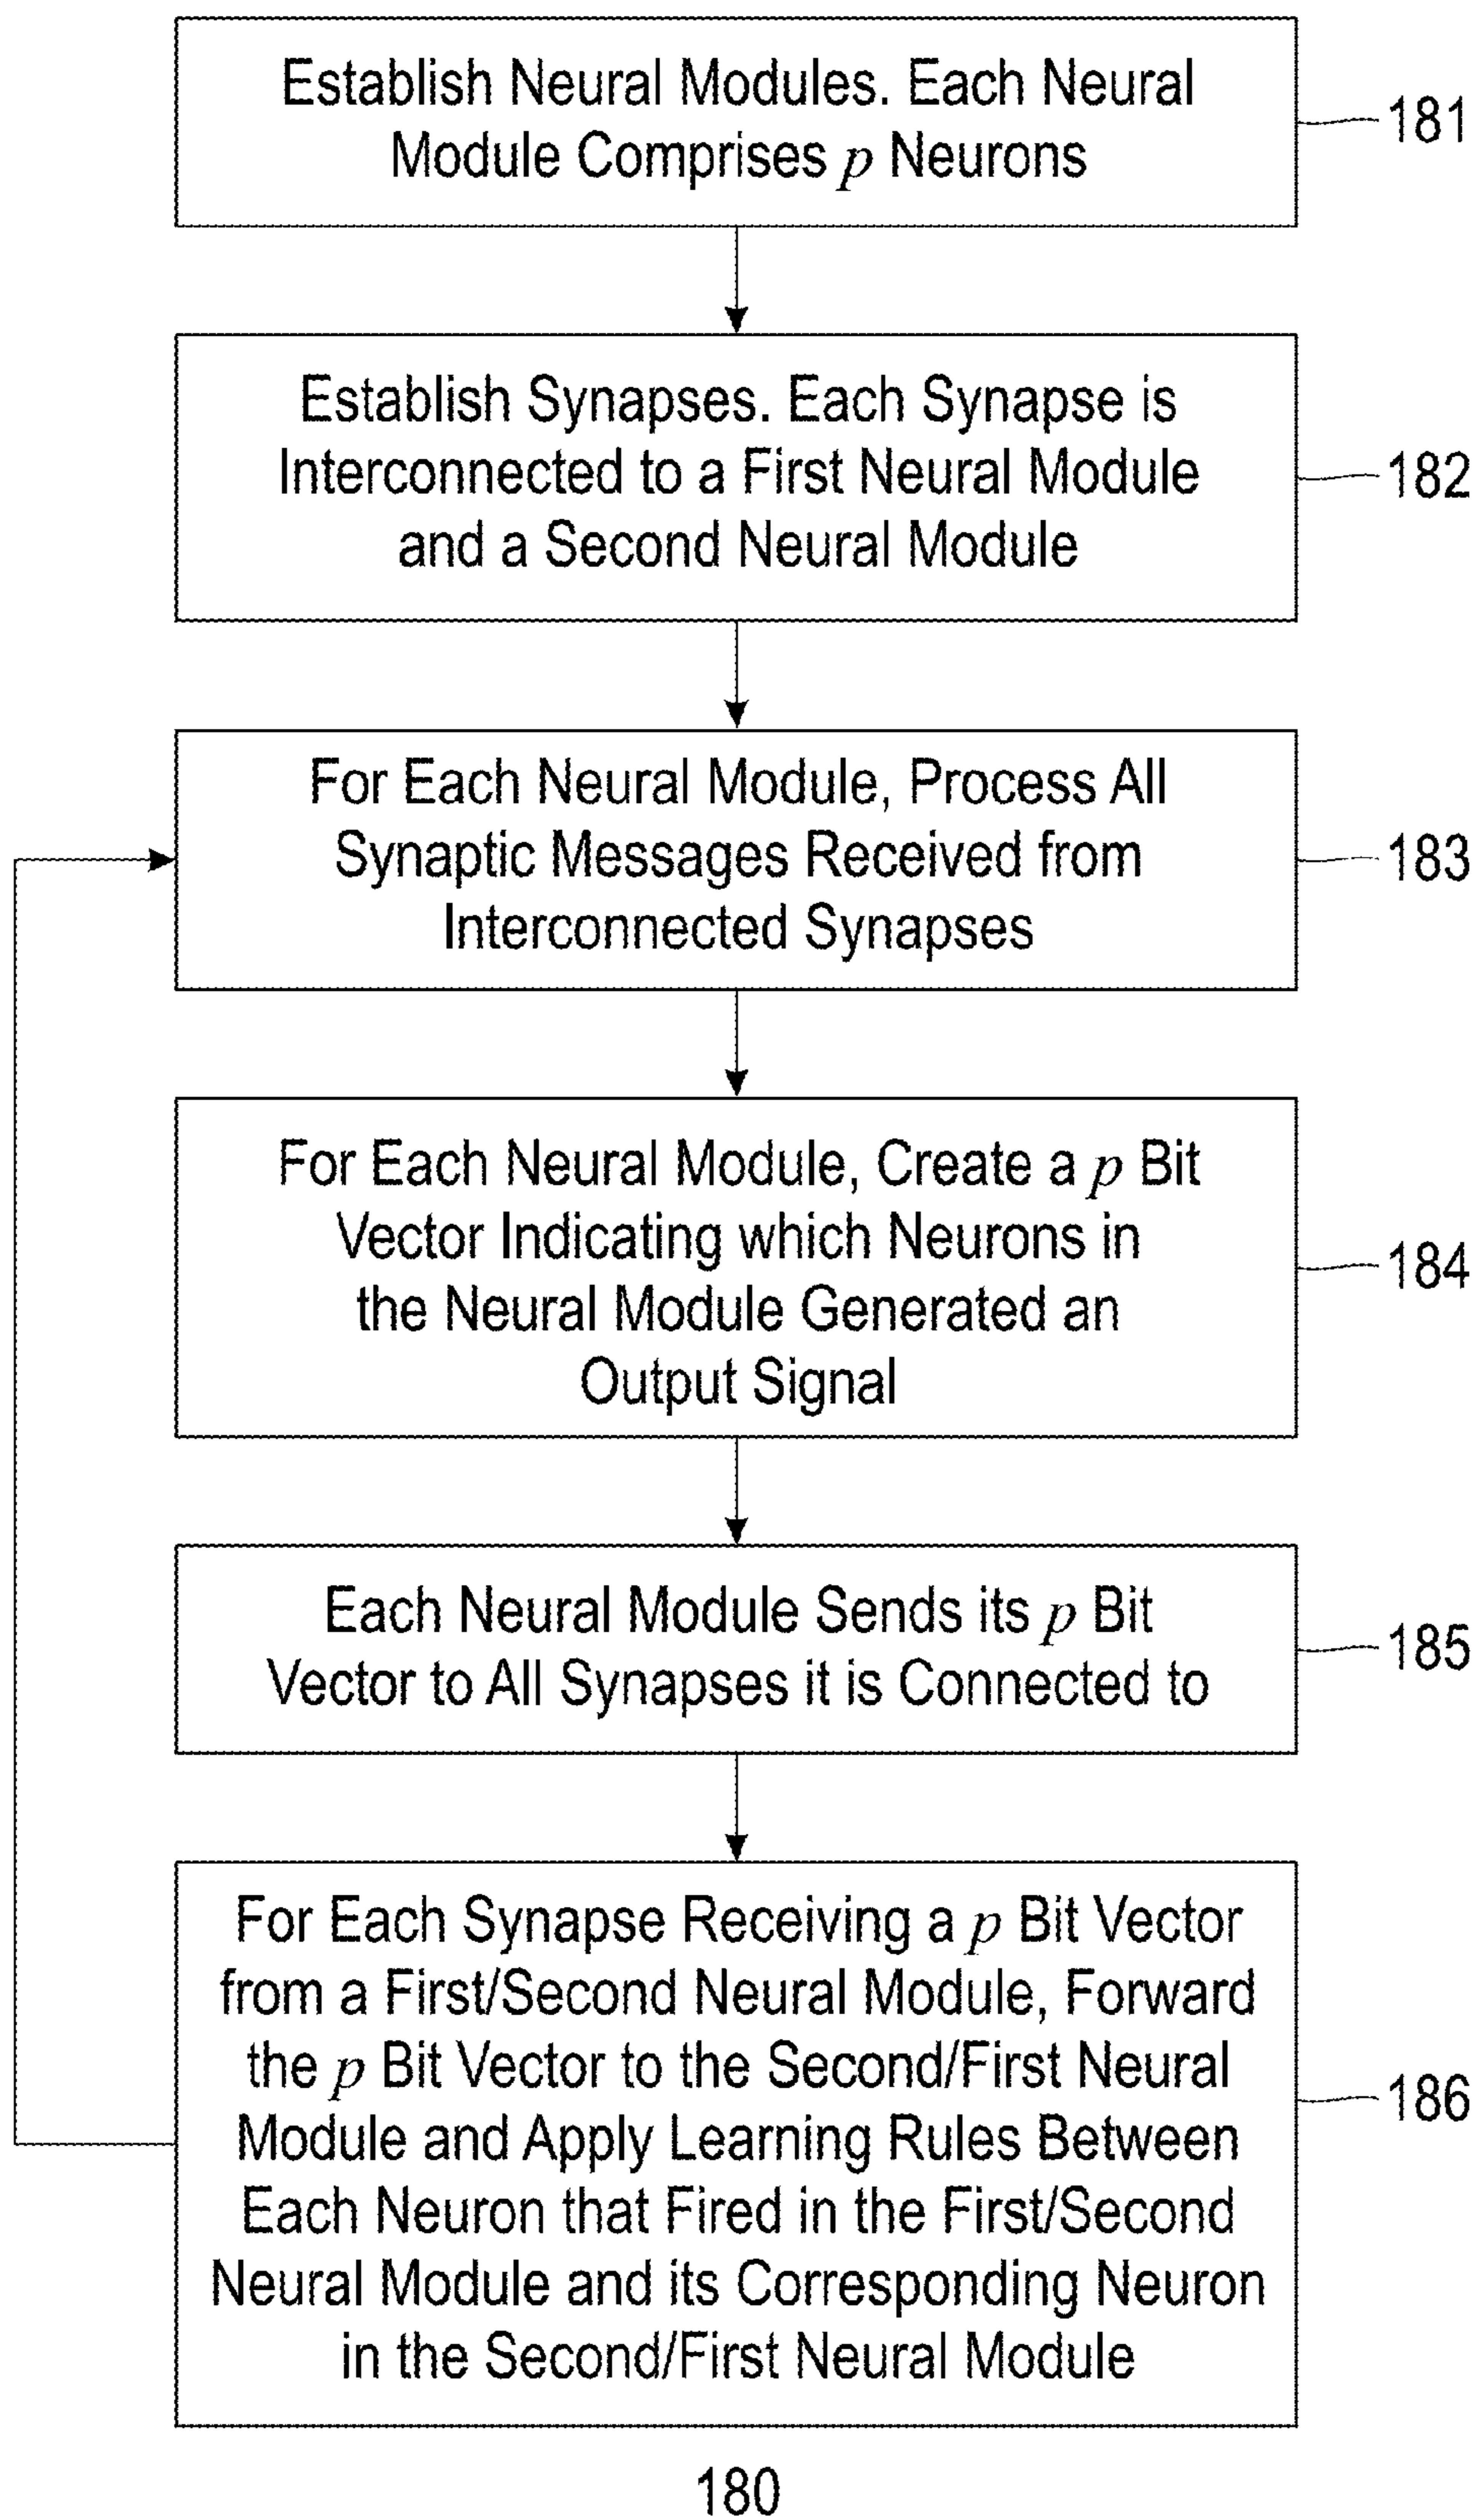 Establish Neural Modules. Each Neural
Module Comprises p Neurons
181
Establish Synapses. Each Synapse is
Interconnected to a First Neural Module
and a Second Neural Module
182
For Each Neural Module, Process All
Synaptic Messages Received from
Interconnected Synapses
183
For Each Neural Module, Create a p Bit
Vector Indicating which Neurons in
the Neural Module Generated an
Output Signal
184
Each Neural Module Sends its p Bit
Vector to All Synapses it is Connected to
185
For Each Synapse Receiving a p Bit Vector
from a First/Second Neural Module, Forward
the p Bit Vector to the Second/First Neural
Module and Apply Learning Rules Between
Each Neuron that Fired in the First/Second
Neural Module and its Corresponding Neuron
in the Second/First Neural Module
186
180